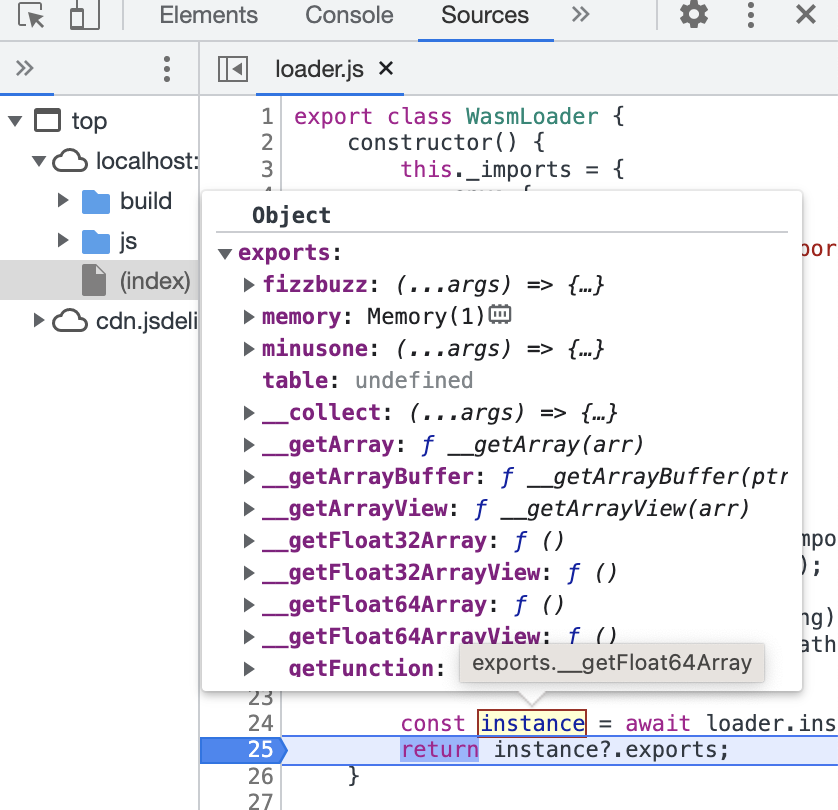 Elements Console Sources »
» loader.js ×
top
localhost:
build
js
(index)
cdn.jsdeli
1 export class WasmLoader {
2 constructor() {
3 this._imports = {
Object
exports:
fizzbuzz: (...args) => {…}
memory: Memory(1)
minusone: (...args) => {…}
table: undefined
__collect: (...args) => {…}
__getArray: ƒ __getArray(arr)
__getArrayBuffer: ƒ __getArrayBuffer(ptr
__getArrayView: ƒ __getArrayView(arr)
__getFloat32Array: ƒ ()
__getFloat32ArrayView: ƒ ()
__getFloat64Array: ƒ ()
__getFloat64ArrayView: ƒ ()
__getFunction:
exports.__getFloat64Array
por
mpo
);
ng)
ath
23
24 const instance = await loader.ins
25 return instance?.exports;
26 }
27